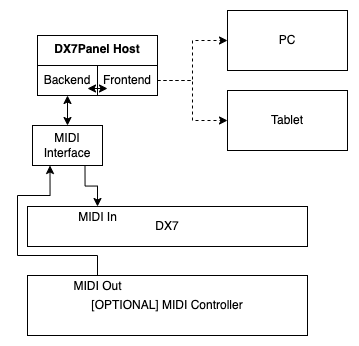 PC
DX7Panel Host
Backend Frontend
Tablet
MIDI
Interface
MIDI In
DX7
MIDI Out
[OPTIONAL] MIDI Controller